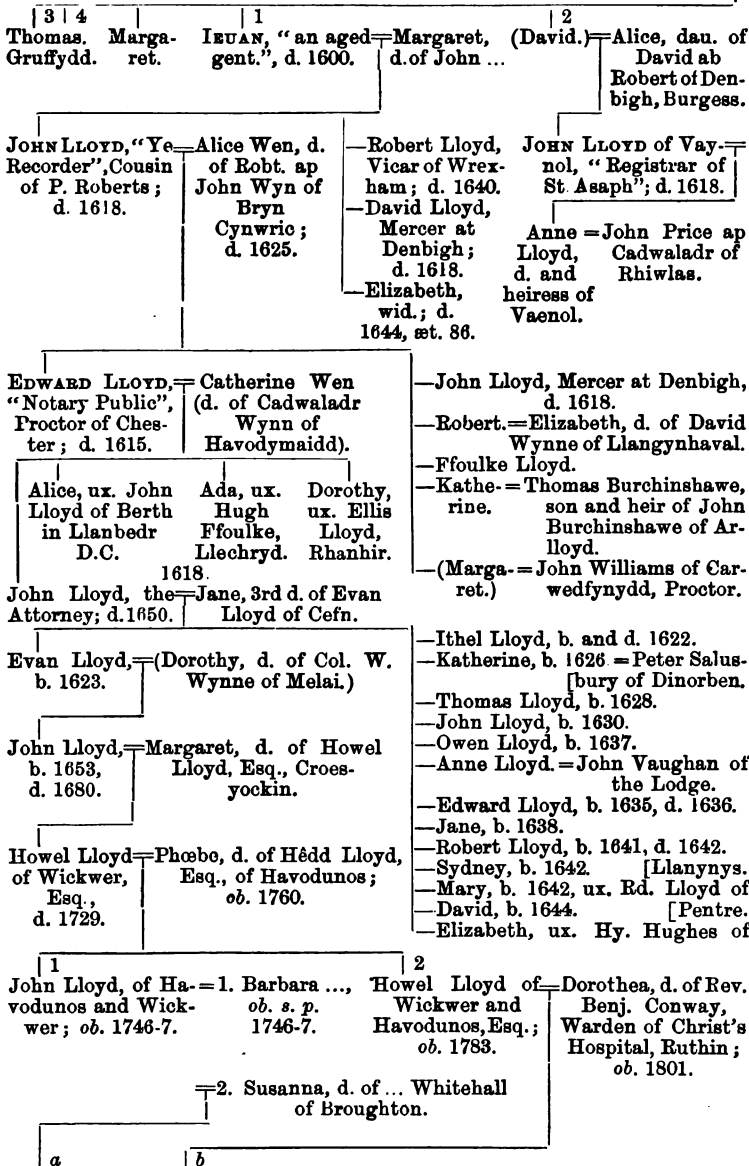 3 4 1 2
Thomas. Marga- IEUAN, “an aged=Margaret, (David.)=Alice, dau. of
Gruffydd. ret. gent.”, d. 1600. d. of John ... David ab
Robert of Den-
bigh, Burgess.
JOHN LLOYD, “Ye=Alice Wen, d. —Robert Lloyd, JOHN LLOYD of Vay-=
Recorder”, Cousin of Robt. ap Vicar of Wrex- nol, “Registrar of
of P. Roberts; John Wyn of ham; d. 1640. St. Asaph”; d. 1618.
d. 1618. Bryn —David Lloyd,
Cynwric; Mercer at Anne =John Price ap
d. 1625. Denbigh; Lloyd, Cadwaladr of
d. 1618. d. and Rhiwlas.
—Elizabeth, heiress of
wid.; d. Vaenol.
1644, æt. 86.
EDWARD LLOYD,= Catherine Wen —John Lloyd, Mercer at Denbigh,
“Notary Public”, (d. of Cadwaladr d. 1618.
Proctor of Ches- Wynn of —Robert.=Elizabeth, d. of David
ter; d. 1615. Havodymaidd). Wynne of Llangynhaval.
—Ffoulke Lloyd.
Alice, ux. John Ada, ux. Dorothy, —Kathe-=Thomas Burchinshawe,
Lloyd of Berth Hugh ux. Ellis rine. son and heir of John
in Llanbedr Ffoulke, Lloyd, Burchinshawe of Ar-
D.C. Llechryd. Rhanhir. lloyd.
1618. —(Marga-=John Williams of Car-
John Lloyd, the=Jane, 3rd d. of Evan ret.) wedfynydd, Proctor.
Attorney; d.1650. Lloyd of Cefn.
—Ithel Lloyd, b. and d. 1622.
Evan Lloyd,=(Dorothy, d. of Col. W. —Katherine, b. 1626 =Peter Salus-
b. 1623. Wynne of Melai.) [bury of Dinorben.
—Thomas Lloyd, b. 1628.
—John Lloyd, b. 1630.
John Lloyd,=Margaret, d. of Howel —Owen Lloyd, b. 1637.
b. 1653, Lloyd, Esq., Croes- —Anne Lloyd.=John Vaughan of
d. 1680. yockin. the Lodge.
—Edward Lloyd, b. 1635, d. 1636.
—Jane, b. 1638.
Howel Lloyd=Phœbe, d. of Hêdd Lloyd, —Robert Lloyd, b. 1641, d. 1642.
of Wickwer, Esq., of Havodunos; —Sydney, b. 1642. [Llanynys.
Esq., ob. 1760. —Mary, b. 1642, ux. Rd. Lloyd of
d. 1729. —David, b. 1644. [Pentre.
—Elizabeth, ux. Hy. Hughes of
1 2
John Lloyd, of Ha-=1. Barbara ..., Howel Lloyd of=Dorothea, d. of Rev.
vodunos and Wick- ob. s. p. Wickwer and Benj. Conway,
wer; ob. 1746-7. 1746-7. Havodunos, Esq.; Warden of Christ's
ob. 1783. Hospital, Ruthin;
ob. 1801.
=2. Susanna, d. of ... Whitehall
of Broughton.
a b